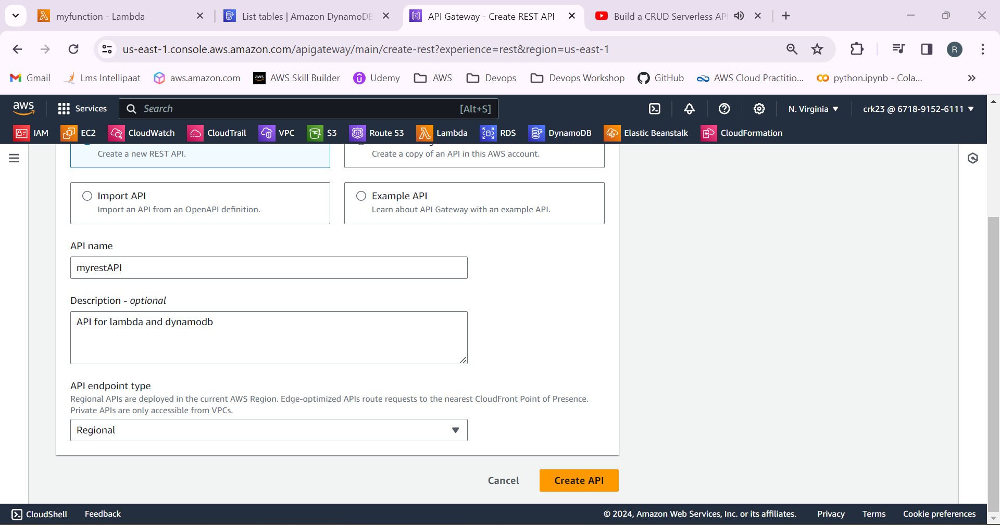 myfunction - Lambda
List tables | Amazon DynamoDB
API Gateway - Create REST API
Build a CRUD Serverless API
us-east-1.console.aws.amazon.com/apigateway/main/create-rest?experience=rest&region=us-east-1
R
Gmail
Lms Intellipaat
aws.amazon.com
aws
AWS Skill Builder
Udemy
AWS
Devops
Devops Workshop
GitHub
AWS Cloud Practitio...
python.ipynb - Cola...
aws
Services
Search
[Alt+S]
N. Virginia
crk23 @ 6718-9152-6111
IAM
EC2
CloudWatch
CloudTrail
VPC
S3
Route 53
Lambda
RDS
DynamoDB
Elastic Beanstalk
CloudFormation
Create a new REST API.
Create a copy of an API in this AWS account.
Import API
Import an API from an OpenAPI definition.
Example API
Learn about API Gateway with an example API.
API name
myrestAPI
Description - optional
API for lambda and dynamodb
API endpoint type
Regional APIs are deployed in the current AWS Region. Edge-optimized APIs route requests to the nearest CloudFront Point of Presence.
Private APIs are only accessible from VPCs.
Regional
Cancel
Create API
CloudShell
Feedback
© 2024, Amazon Web Services, Inc. or its affiliates.
Privacy
Terms
Cookie preferences